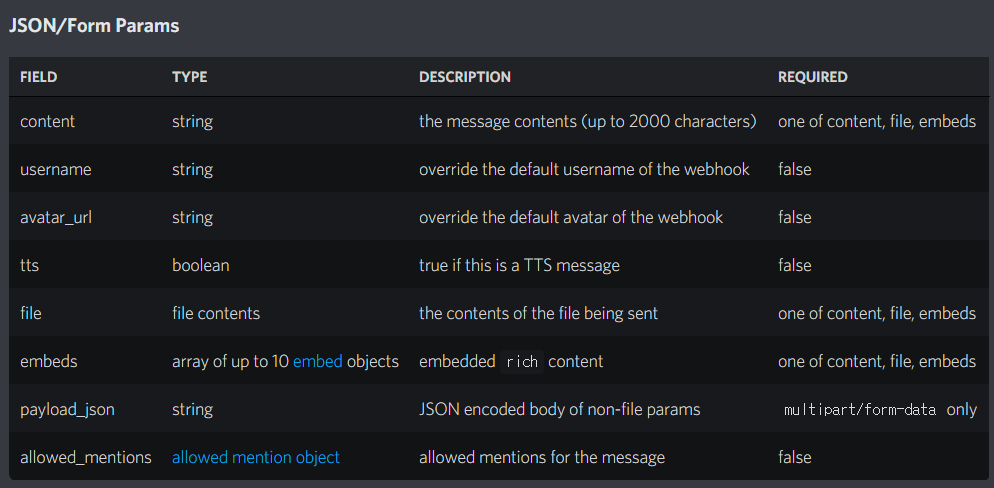 JSON/Form Params
FIELD TYPE DESCRIPTION REQUIRED
content string the message contents (up to 2000 characters) one of content, file, embeds
username string override the default username of the webhook false
avatar_url string override the default avatar of the webhook false
tts boolean true if this is a TTS message false
file file contents the contents of the file being sent one of content, file, embeds
embeds array of up to 10 embed objects embedded rich content one of content, file, embeds
payload_json string JSON encoded body of non-file params multipart/form-data only
allowed_mentions allowed mention object allowed mentions for the message false